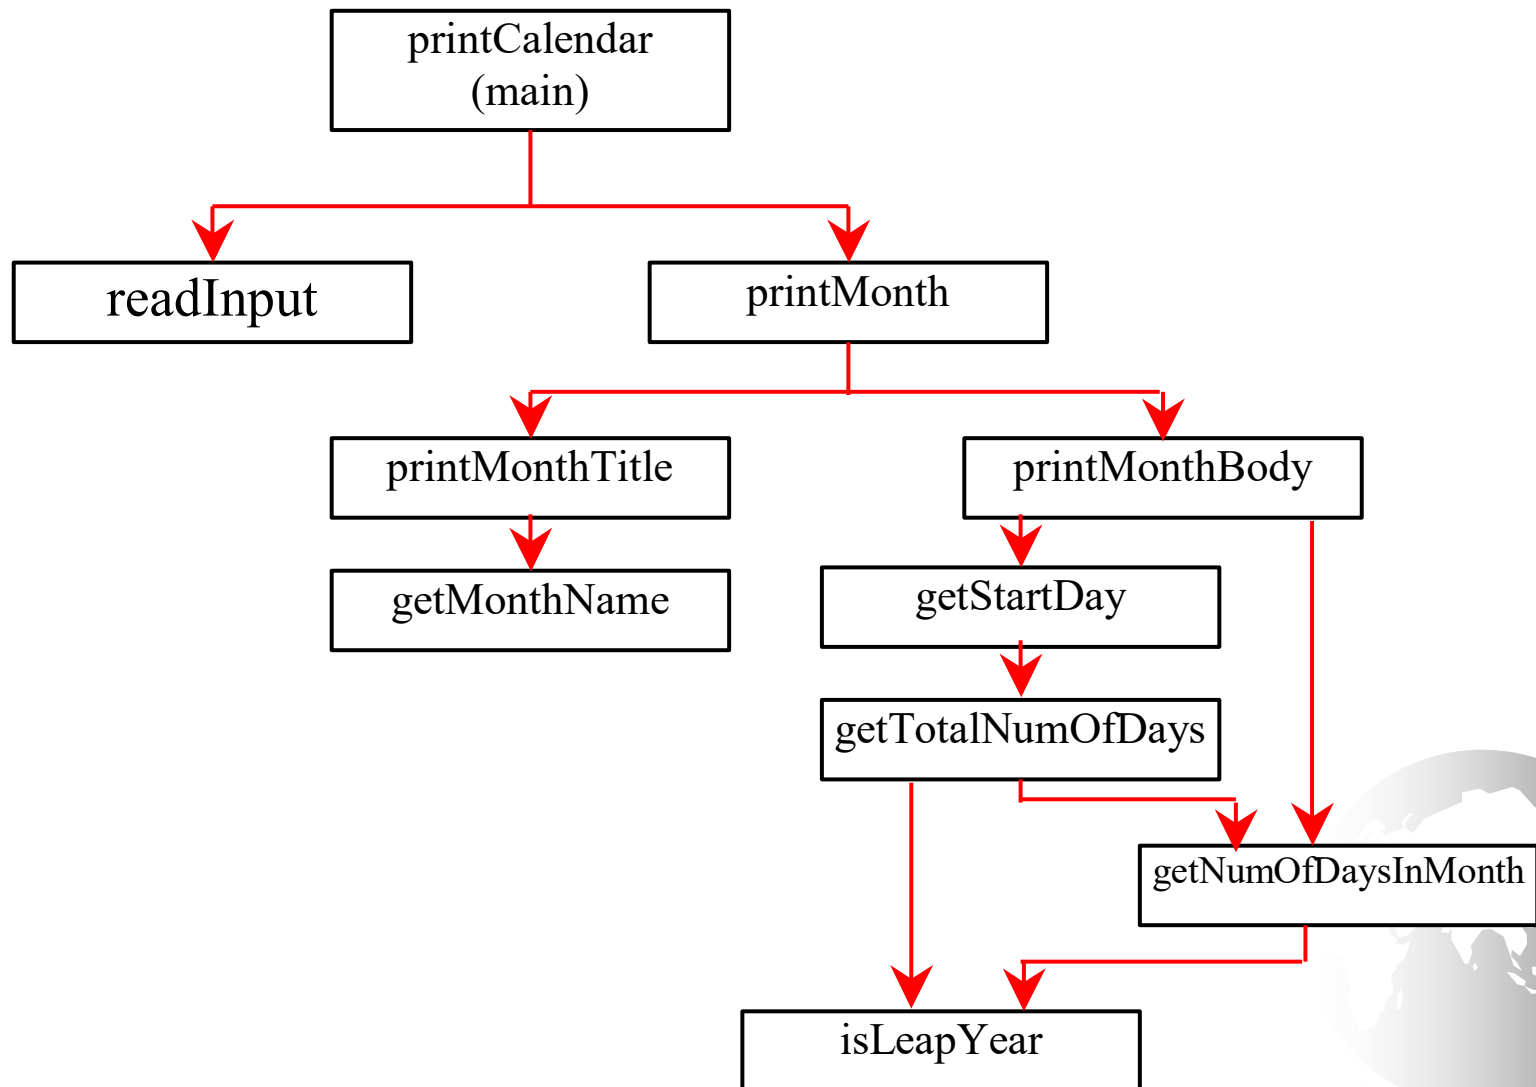 printCalendar
(main)
readInput
printMonth
printMonthTitle
printMonthBody
getMonthName
getStartDay
getTotalNumOfDays
getNumOfDaysInMonth
isLeapYear